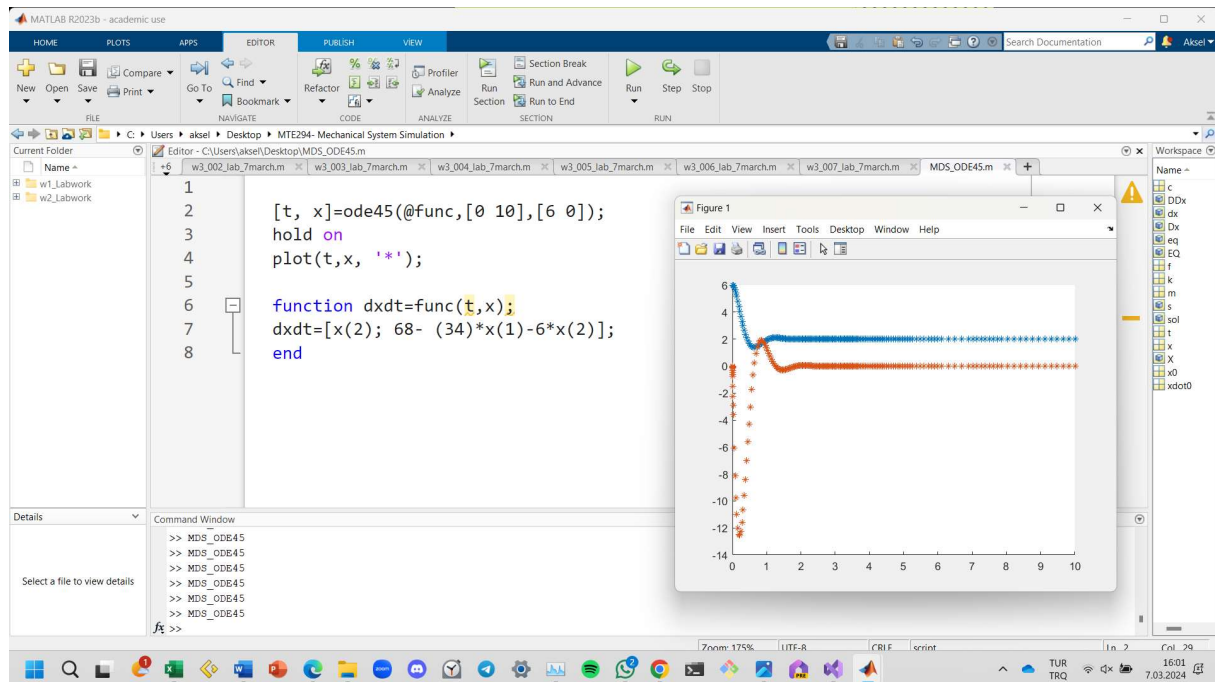 MATLAB R2023b - academic use
HOME PLOTS APPS EDITOR PUBLISH VIEW Search Documentation Aksel
New Open Save Compare Print Go To Find Bookmark Refactor Profiler Analyze Run Section Section Break Run and Advance Run to End Run Step Stop
FILE NAVIGATE CODE ANALYZE SECTION RUN
C: Users aksel Desktop MTE294- Mechanical System Simulation
Current Folder
Name
w1_Labwork
w2_Labwork
Editor - C:\Users\aksel\Desktop\MDS_ODE45.m
+6 w3_002_lab_7march.m w3_003_lab_7march.m w3_004_lab_7march.m w3_005_lab_7march.m w3_006_lab_7march.m w3_007_lab_7march.m MDS_ODE45.m +
1
2 [t, x]=ode45(@func,[0 10],[6 0]);
3 hold on
4 plot(t,x, '*');
5
6 function dxdt=func(t,x);
7 dxdt=[x(2); 68- (34)*x(1)-6*x(2)];
8 end
Figure 1
File Edit View Insert Tools Desktop Window Help
6
4
2
0
-2
-4
-6
-8
-10
-12
-14
0 1 2 3 4 5 6 7 8 9 10
Workspace
Name
c
DDx
dx
Dx
eq
EQ
f
k
m
s
sol
t
x
X
x0
xdot0
Details
Select a file to view details
Command Window
>> MDS_ODE45
>> MDS_ODE45
>> MDS_ODE45
>> MDS_ODE45
>> MDS_ODE45
>> MDS_ODE45
fx >>
Zoom: 175% UTF-8 CRLF script Ln 2 Col 29
zoom
PRE
TUR
TRQ
16:01
7.03.2024